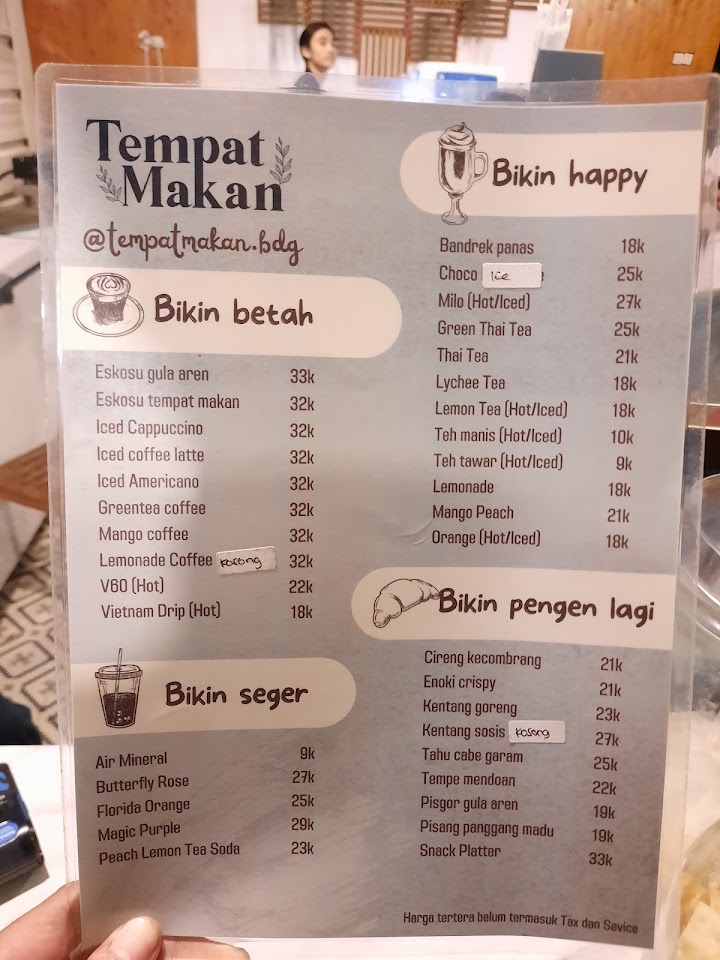 Tempat
Makan
@tempatmakan.bdg
Bikin betah
Eskosu gula aren 33k
Eskosu tempat makan 32k
Iced Cappuccino 32k
Iced coffee latte 32k
Iced Americano 32k
Greentea coffee 32k
Mango coffee 32k
Lemonade Coffee kosong 32k
V60 (Hot) 22k
Vietnam Drip (Hot) 18k
Bikin seger
Air Mineral 9k
Butterfly Rose 27k
Florida Orange 25k
Magic Purple 29k
Peach Lemon Tea Soda 23k
Bikin happy
Bandrek panas 18k
Choco Ice 25k
Milo (Hot/Iced) 27k
Green Thai Tea 25k
Thai Tea 21k
Lychee Tea 18k
Lemon Tea (Hot/Iced) 18k
Teh manis (Hot/Iced) 10k
Teh tawar (Hot/Iced) 9k
Lemonade 18k
Mango Peach 21k
Orange (Hot/Iced) 18k
Bikin pengen lagi
Cireng kecombrang 21k
Enoki crispy 21k
Kentang goreng 23k
Kentang sosis kosong 27k
Tahu cabe garam 25k
Tempe mendoan 22k
Pisgor gula aren 19k
Pisang panggang madu 19k
Snack Platter 33k
Harga tertera belum termasuk Tax dan Sevice